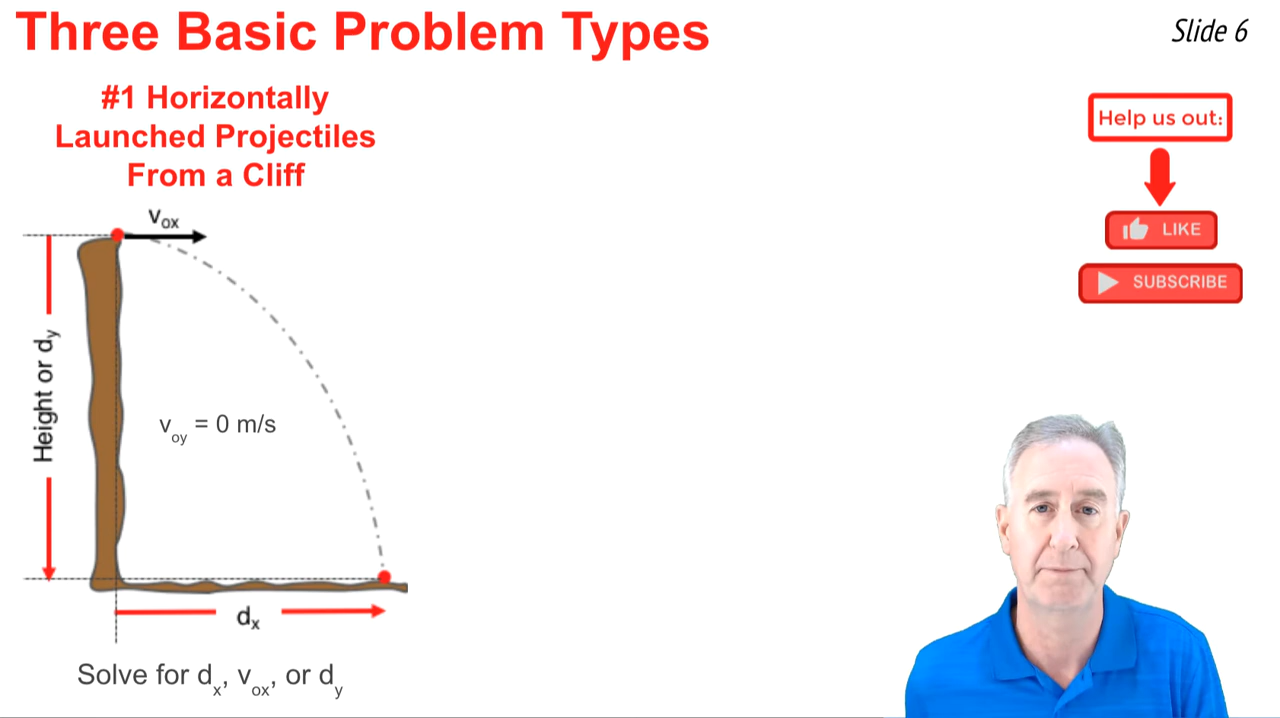 Three Basic Problem Types
Slide 6
#1 Horizontally
Launched Projectiles
From a Cliff
Help us out:
LIKE
SUBSCRIBE
vox
Height or dy
voy = 0 m/s
dx
Solve for dx, vox, or dy